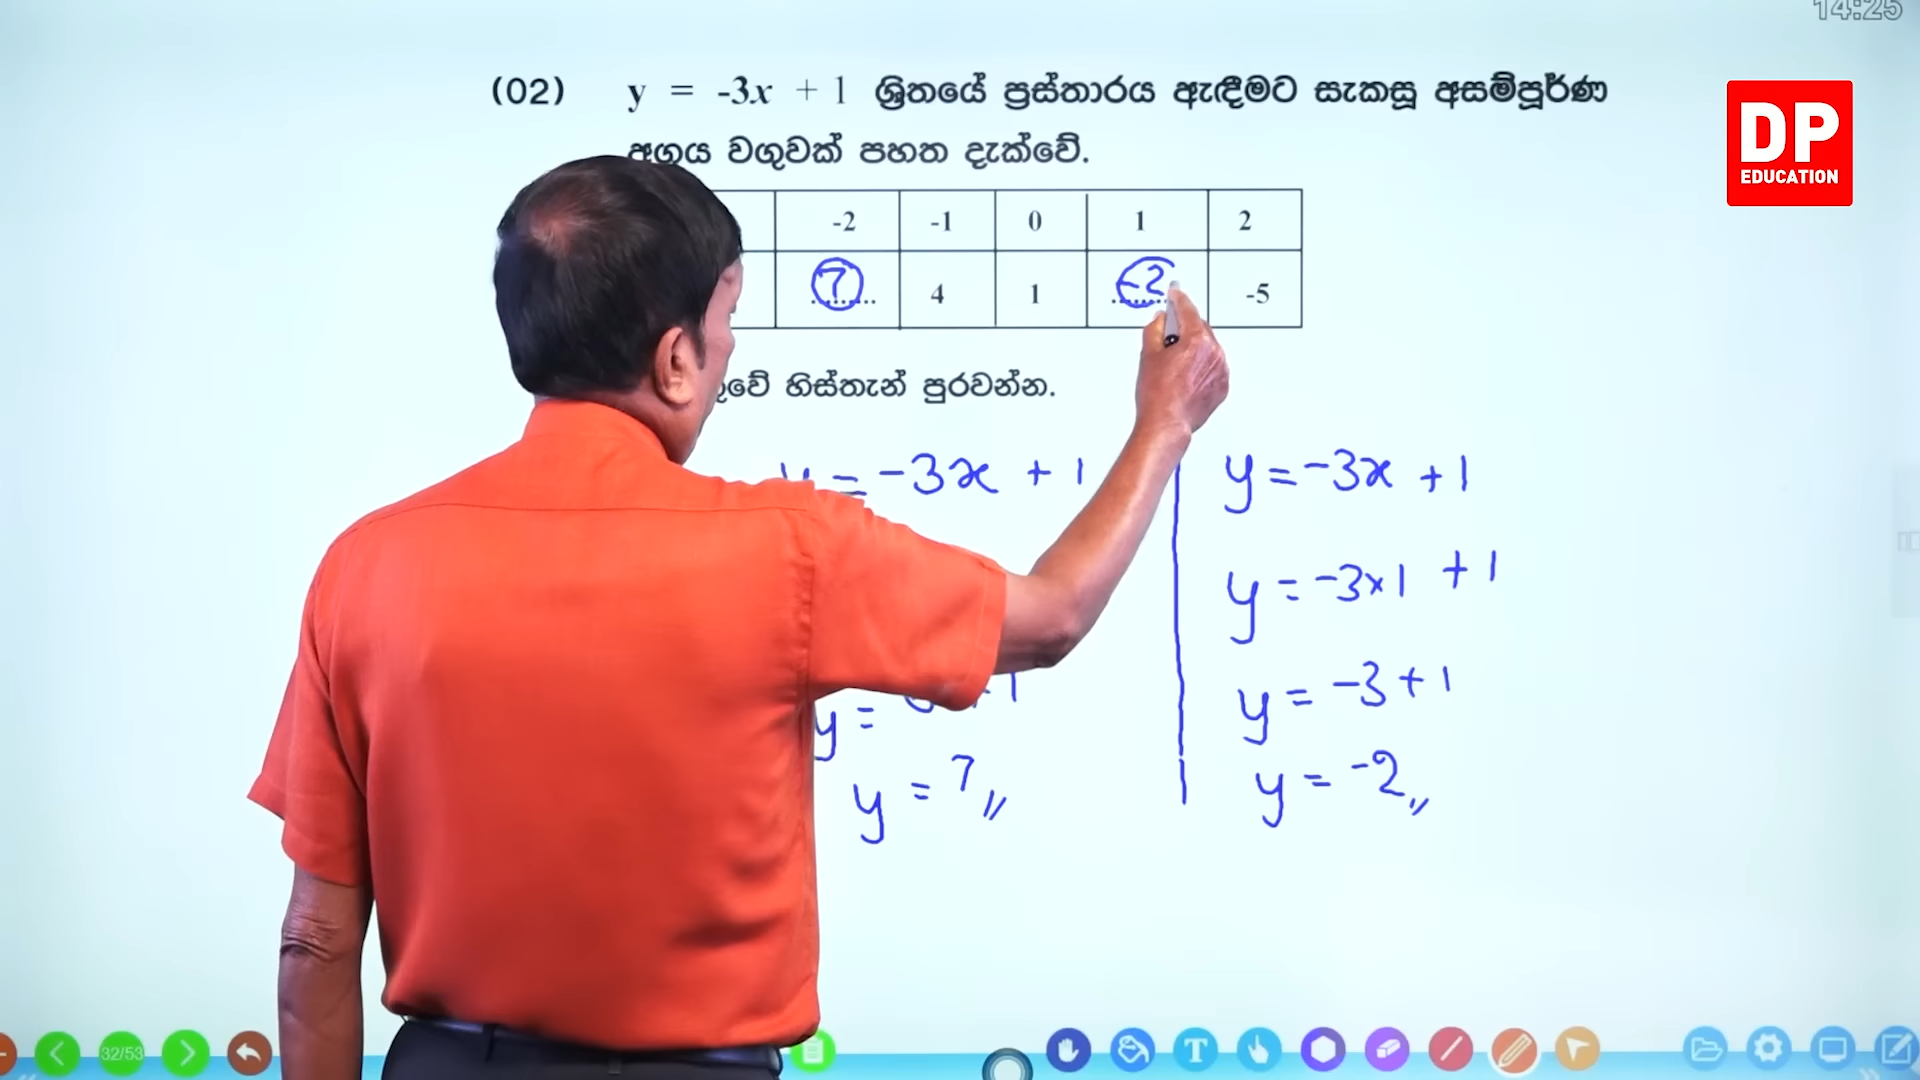 14:25
(02) y = -3x + 1 ශ්‍රිතයේ ප්‍රස්තාරය ඇඳීමට සැකසූ අසම්පූර්ණ
අගය වගුවක් පහත දැක්වේ.
DP
EDUCATION
-2 -1 0 1 2
7 4 1 -2 -5
හිස්තැන් පුරවන්න.
y = -3x + 1
y =
y = 7
y = -3x + 1
y = -3x1 + 1
y = -3 + 1
y = -2
32/53
T